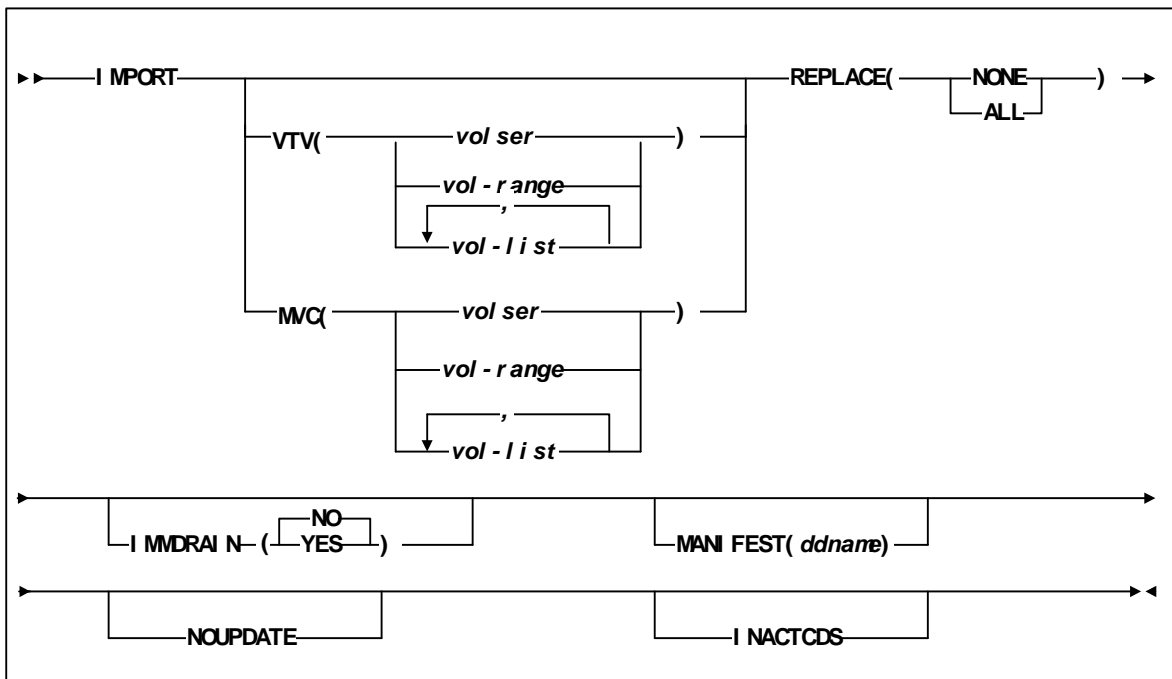 IMPORT REPLACE( NONE )
ALL
VTV( volser )
vol-range
,
vol-list
MVC( volser )
vol-range
,
vol-list
NO
IMMDRAIN ( YES ) MANIFEST( ddname)
NOUPDATE INACTCDS